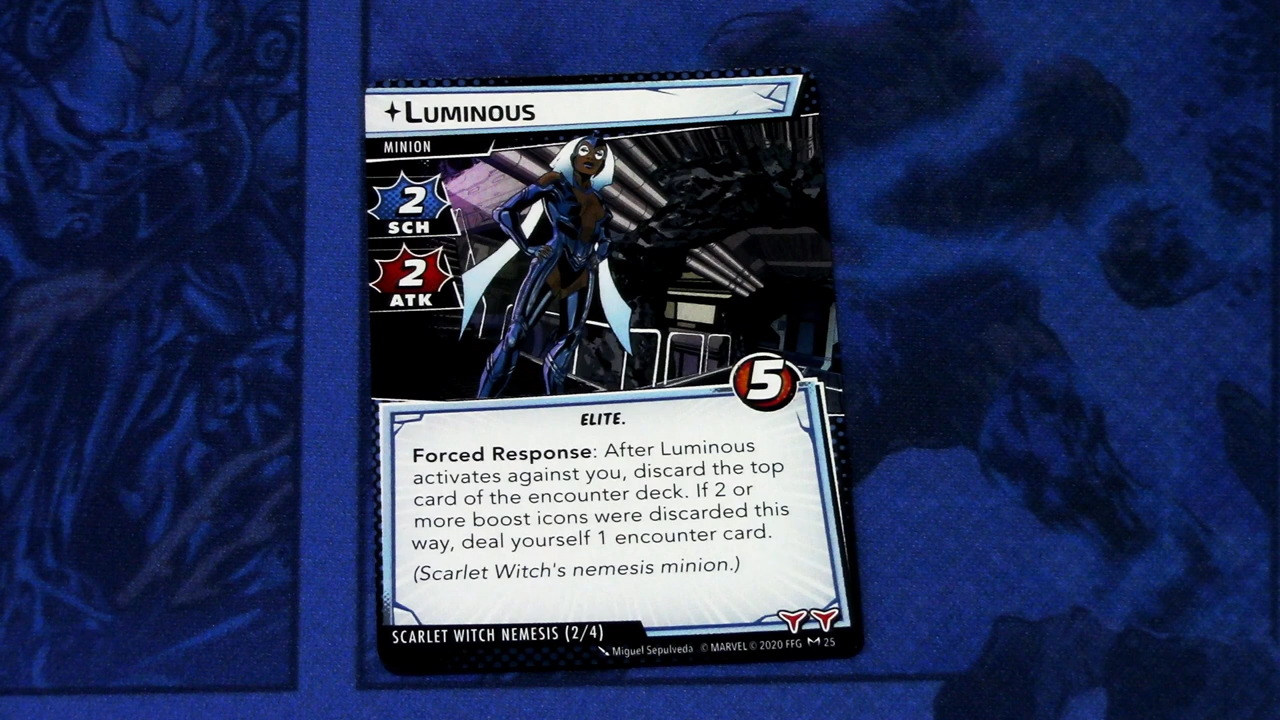 LUMINOUS
MINION
2
SCH
2
ATK
5
ELITE.
Forced Response: After Luminous
activates against you, discard the top
card of the encounter deck. If 2 or
more boost icons were discarded this
way, deal yourself 1 encounter card.
(Scarlet Witch's nemesis minion.)
SCARLET WITCH NEMESIS (2/4)
Miguel Sepulveda © MARVEL © 2020 FFG 25